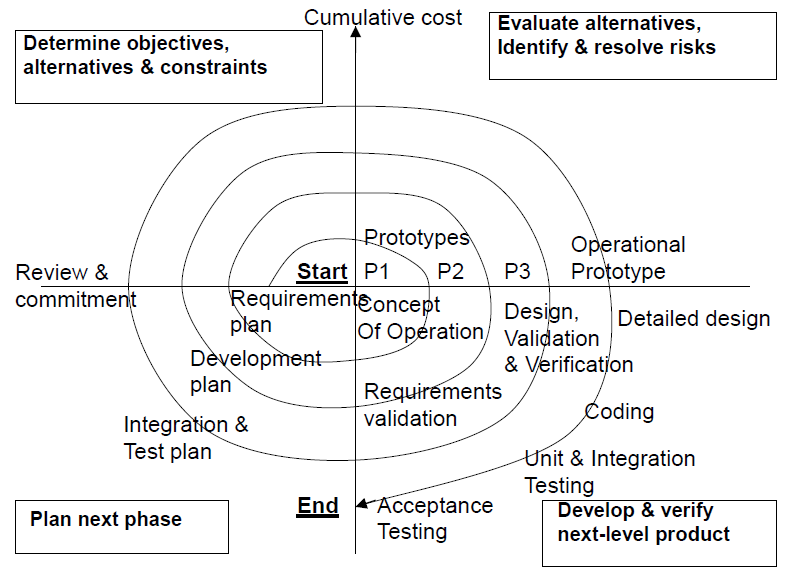 Cumulative cost
Determine objectives,
alternatives & constraints
Evaluate alternatives,
Identify & resolve risks
Prototypes
Operational
Prototype
Review &
commitment
Start
P1
P2
P3
Requirements
plan
Concept
Of Operation
Design,
Validation
& Verification
Detailed design
Development
plan
Requirements
validation
Integration &
Test plan
Coding
Unit & Integration
Testing
End
Acceptance
Testing
Plan next phase
Develop & verify
next-level product